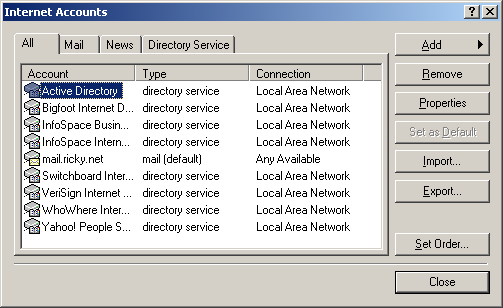 Internet Accounts
All Mail News Directory Service
Account Type Connection
Active Directory directory service Local Area Network
Bigfoot Internet D... directory service Local Area Network
InfoSpace Busin... directory service Local Area Network
InfoSpace Intern... directory service Local Area Network
mail.ricky.net mail (default) Any Available
Switchboard Inter... directory service Local Area Network
VeriSign Internet ... directory service Local Area Network
WhoWhere Inter... directory service Local Area Network
Yahoo! People S... directory service Local Area Network
Add
Remove
Properties
Set as Default
Import...
Export...
Set Order...
Close